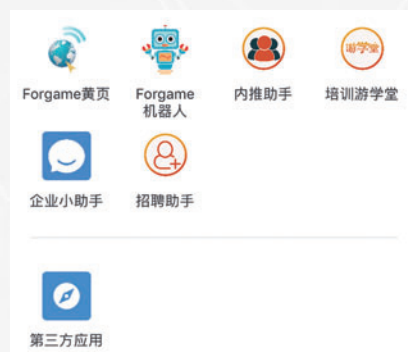 游学堂
Forgame黄页
Forgame
机器人
内推助手
培训游学堂
企业小助手
招聘助手
第三方应用